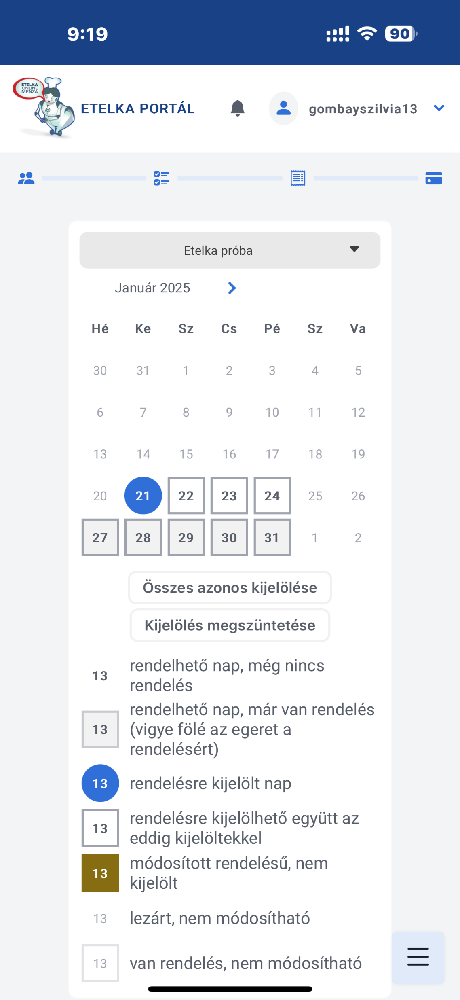 9:19
90
ETELKA
ONLINE
MENZA
@
ETELKA PORTÁL
gombayszilvia13
Etelka próba
Január 2025
Hé Ke Sz Cs Pé Sz Va
30 31 1 2 3 4 5
6 7 8 9 10 11 12
13 14 15 16 17 18 19
20 21 22 23 24 25 26
27 28 29 30 31 1 2
Összes azonos kijelölése
Kijelölés megszüntetése
13 rendelhető nap, még nincs
rendelés
13 rendelhető nap, már van rendelés
(vigye fölé az egeret a
rendelésért)
13 rendelésre kijelölt nap
13 rendelésre kijelölhető együtt az
eddig kijelöltekkel
13 módosított rendelésű, nem
kijelölt
13 lezárt, nem módosítható
13 van rendelés, nem módosítható